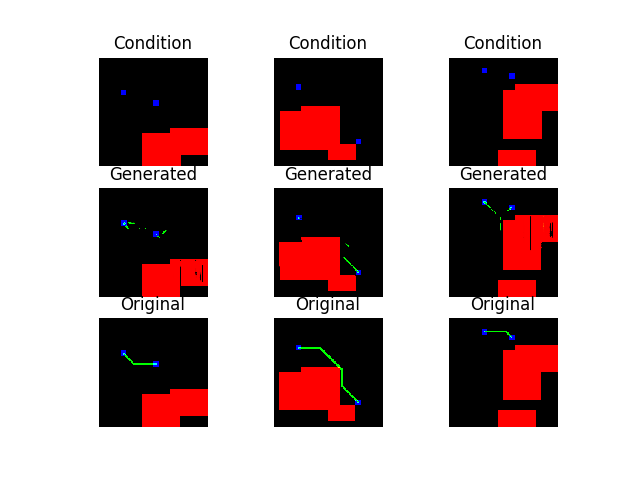 Condition
Condition
Condition
Generated
Generated
Generated
Original
Original
Original